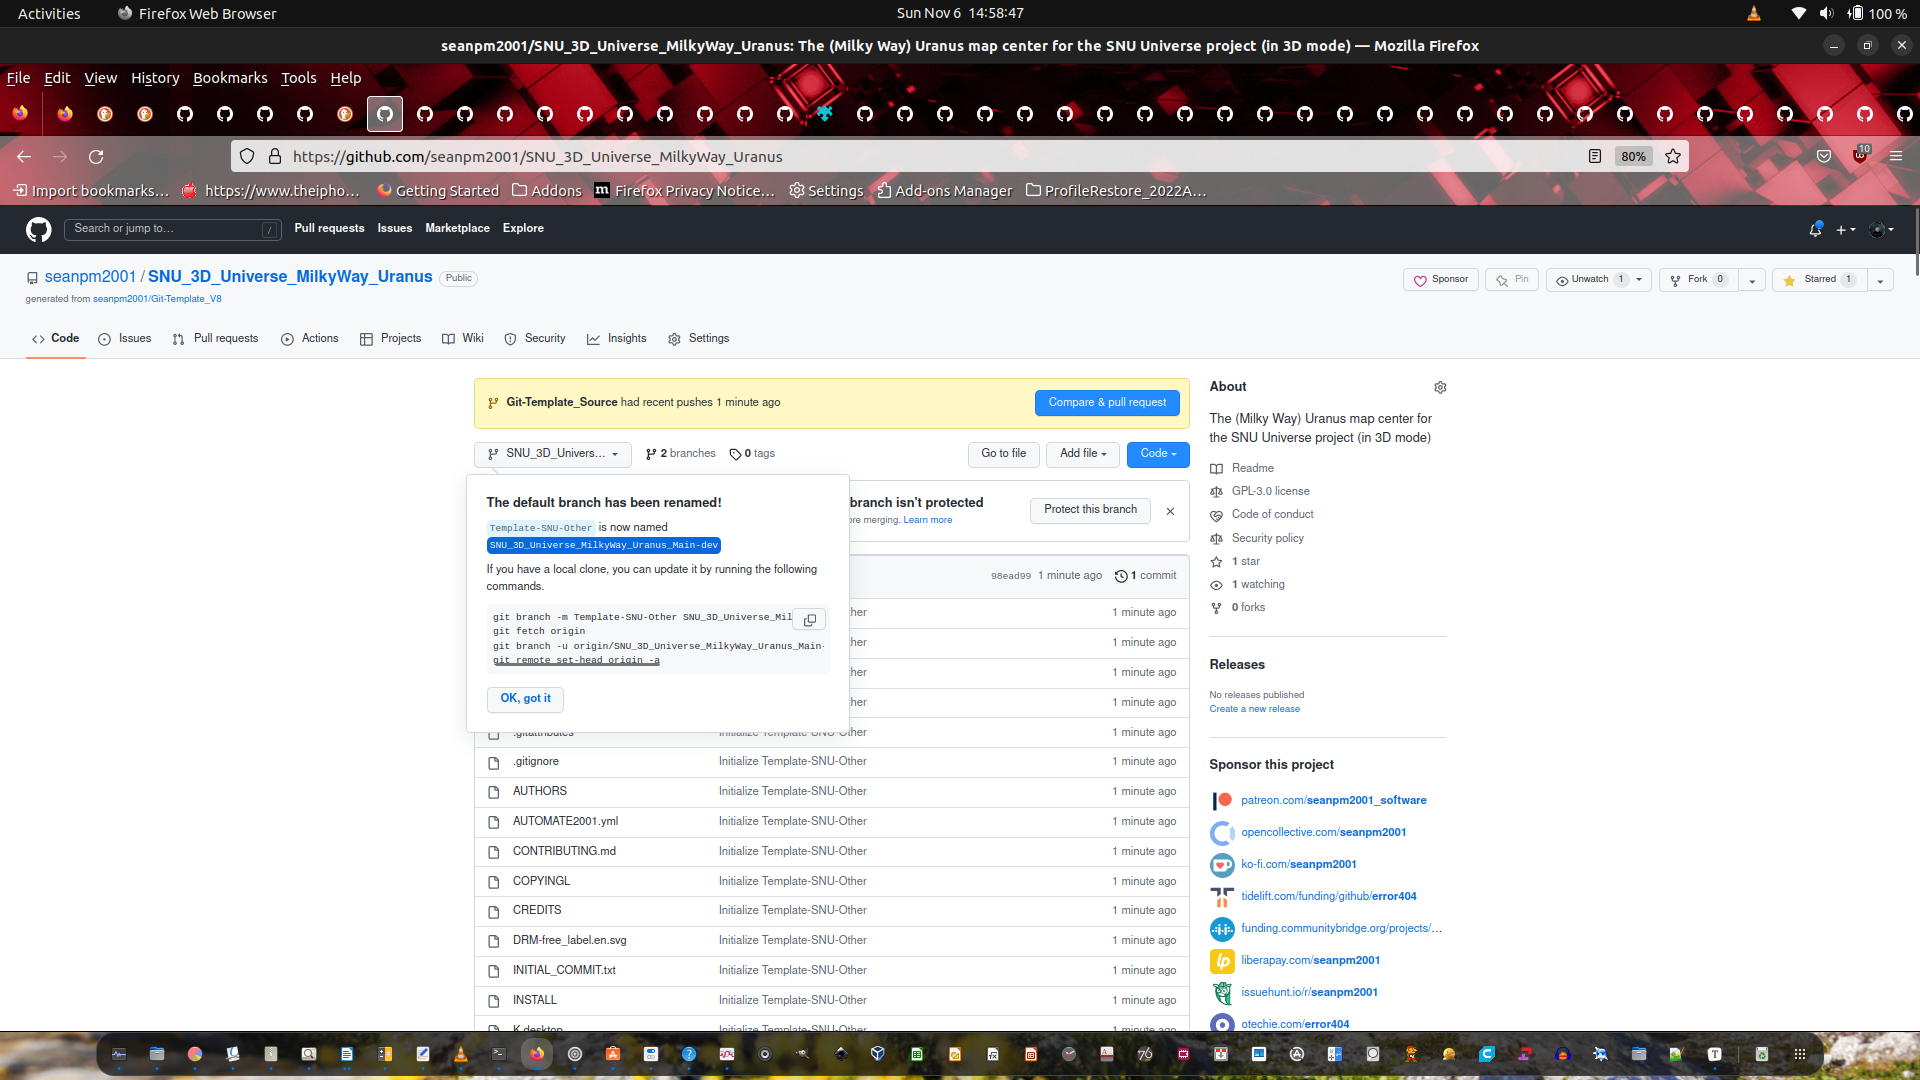 Activities
Firefox Web Browser
Sun Nov 6 14:58:47
100 %
seanpm2001/SNU_3D_Universe_MilkyWay_Uranus: The (Milky Way) Uranus map center for the SNU Universe project (in 3D mode) — Mozilla Firefox
File Edit View History Bookmarks Tools Help
https://github.com/seanpm2001/SNU_3D_Universe_MilkyWay_Uranus
80%
10
Import bookmarks…
https://www.theipho…
Getting Started
Addons
Firefox Privacy Notice…
Settings
Add-ons Manager
ProfileRestore_2022A…
Search or jump to…
/
Pull requests
Issues
Marketplace
Explore
seanpm2001 / SNU_3D_Universe_MilkyWay_Uranus
Public
generated from seanpm2001/Git-Template_V8
Sponsor
Pin
Unwatch 1
Fork 0
Starred 1
Code
Issues
Pull requests
Actions
Projects
Wiki
Security
Insights
Settings
Git-Template_Source had recent pushes 1 minute ago
Compare & pull request
SNU_3D_Univers…
2 branches
0 tags
Go to file
Add file
Code
The default branch has been renamed!
Template-SNU-Other is now named
SNU_3D_Universe_MilkyWay_Uranus_Main-dev
If you have a local clone, you can update it by running the following
commands.
git branch -m Template-SNU-Other SNU_3D_Universe_Mil
git fetch origin
git branch -u origin/SNU_3D_Universe_MilkyWay_Uranus_Main-
git remote set-head origin -a
OK, got it
branch isn't protected
ore merging. Learn more
Protect this branch
98ead99 1 minute ago
1 commit
her 1 minute ago
her 1 minute ago
her 1 minute ago
her 1 minute ago
.gitattributes Initialize Template-SNU-Other 1 minute ago
.gitignore Initialize Template-SNU-Other 1 minute ago
AUTHORS Initialize Template-SNU-Other 1 minute ago
AUTOMATE2001.yml Initialize Template-SNU-Other 1 minute ago
CONTRIBUTING.md Initialize Template-SNU-Other 1 minute ago
COPYINGL Initialize Template-SNU-Other 1 minute ago
CREDITS Initialize Template-SNU-Other 1 minute ago
DRM-free_label.en.svg Initialize Template-SNU-Other 1 minute ago
INITIAL_COMMIT.txt Initialize Template-SNU-Other 1 minute ago
INSTALL Initialize Template-SNU-Other 1 minute ago
K.desktop Initialize Template-SNU-Other 1 minute ago
About
The (Milky Way) Uranus map center for
the SNU Universe project (in 3D mode)
Readme
GPL-3.0 license
Code of conduct
Security policy
1 star
1 watching
0 forks
Releases
No releases published
Create a new release
Sponsor this project
patreon.com/seanpm2001_software
opencollective.com/seanpm2001
ko-fi.com/seanpm2001
tidelift.com/funding/github/error404
funding.communitybridge.org/projects/…
liberapay.com/seanpm2001
issuehunt.io/r/seanpm2001
otechie.com/error404